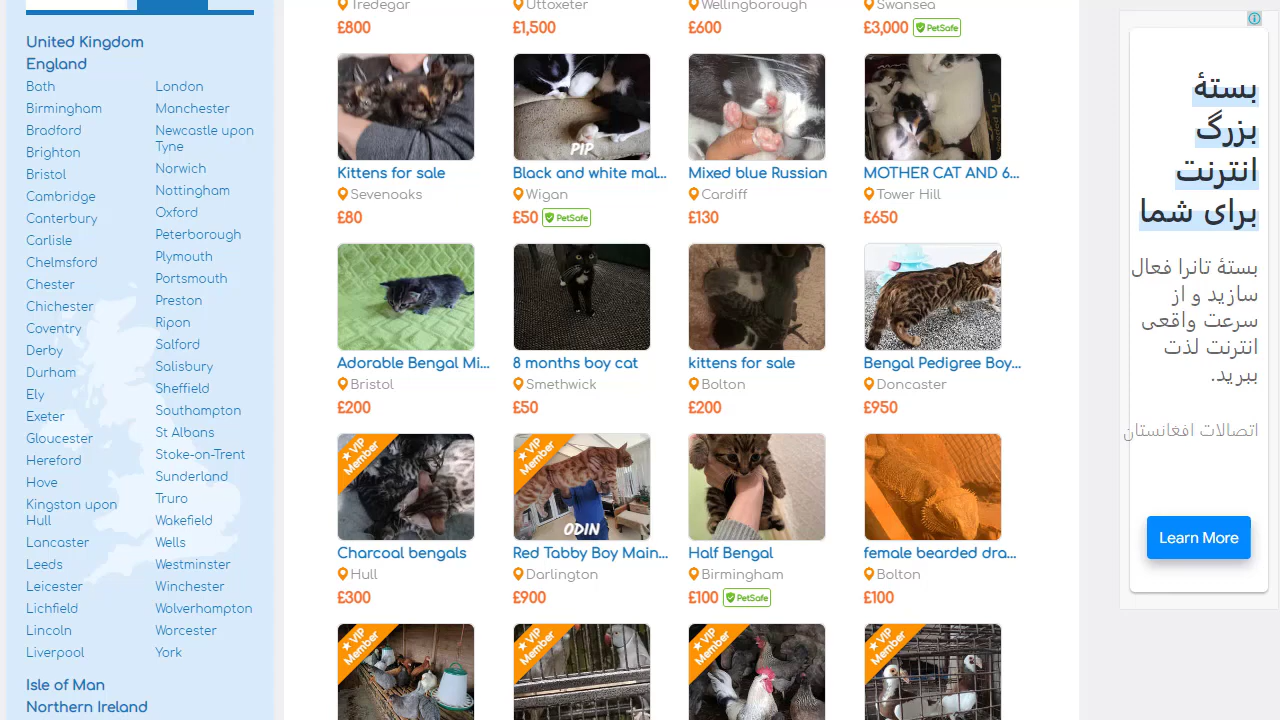 United Kingdom
England
Bath
Birmingham
Bradford
Brighton
Bristol
Cambridge
Canterbury
Carlisle
Chelmsford
Chester
Chichester
Coventry
Derby
Durham
Ely
Exeter
Gloucester
Hereford
Hove
Kingston upon
Hull
Lancaster
Leeds
Leicester
Lichfield
Lincoln
Liverpool
London
Manchester
Newcastle upon
Tyne
Norwich
Nottingham
Oxford
Peterborough
Plymouth
Portsmouth
Preston
Ripon
Salford
Salisbury
Sheffield
Southampton
St Albans
Stoke-on-Trent
Sunderland
Truro
Wakefield
Wells
Westminster
Winchester
Wolverhampton
Worcester
York
Isle of Man
Northern Ireland
Tredegar
£800
Uttoxeter
£1,500
Wellingborough
£600
Swansea
£3,000 PetSafe
Kittens for sale
Sevenoaks
£80
PIP
Black and white mal...
Wigan
£50 PetSafe
Mixed blue Russian
Cardiff
£130
MOTHER CAT AND 6...
Tower Hill
£650
Adorable Bengal Mi...
Bristol
£200
8 months boy cat
Smethwick
£50
kittens for sale
Bolton
£200
Bengal Pedigree Boy...
Doncaster
£950
★ VIP
Member
Charcoal bengals
Hull
£300
★ VIP
Member
ODIN
Red Tabby Boy Main...
Darlington
£900
Half Bengal
Birmingham
£100 PetSafe
female bearded dra...
Bolton
£100
★ VIP
Member
★ VIP
Member
★ VIP
Member
★ VIP
Member
بستهٔ
بزرگ
انترنت
برای شما
بستهٔ تانرا فعال
سازید و از
سرعت واقعی
انترنت لذت
ببرید.
اتصالات افغانستان
Learn More